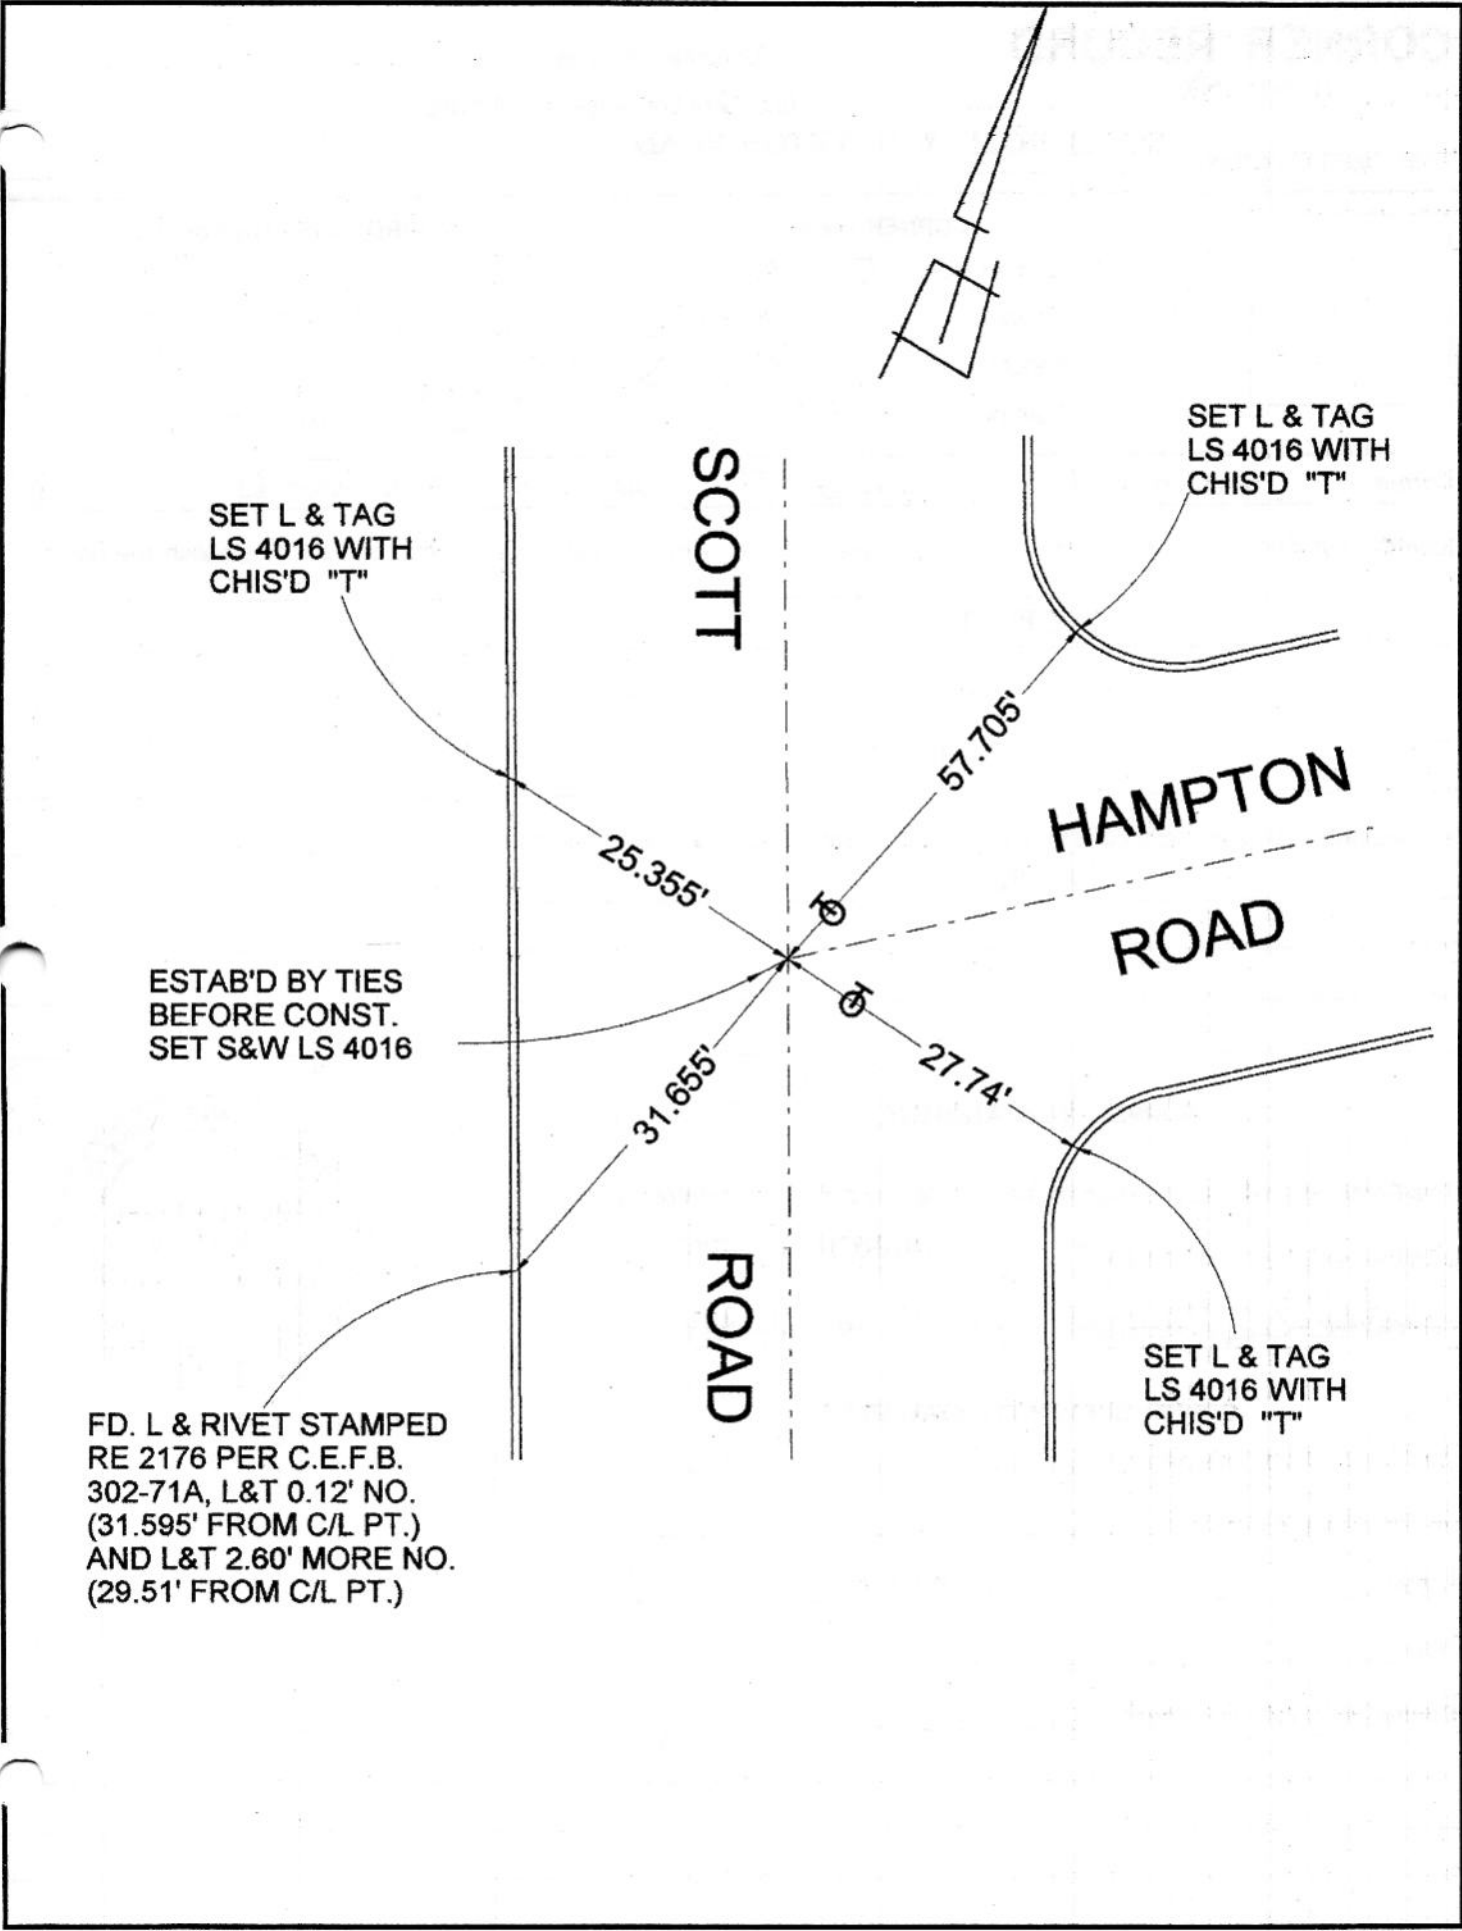 SET L & TAG
LS 4016 WITH
CHIS'D "T"
SET L & TAG
LS 4016 WITH
CHIS'D "T"
SCOTT
57.705'
HAMPTON
25.355'
ROAD
ESTAB'D BY TIES
BEFORE CONST.
SET S&W LS 4016
31.655'
27.74'
ROAD
SET L & TAG
LS 4016 WITH
CHIS'D "T"
FD. L & RIVET STAMPED
RE 2176 PER C.E.F.B.
302-71A, L&T 0.12' NO.
(31.595' FROM C/L PT.)
AND L&T 2.60' MORE NO.
(29.51' FROM C/L PT.)